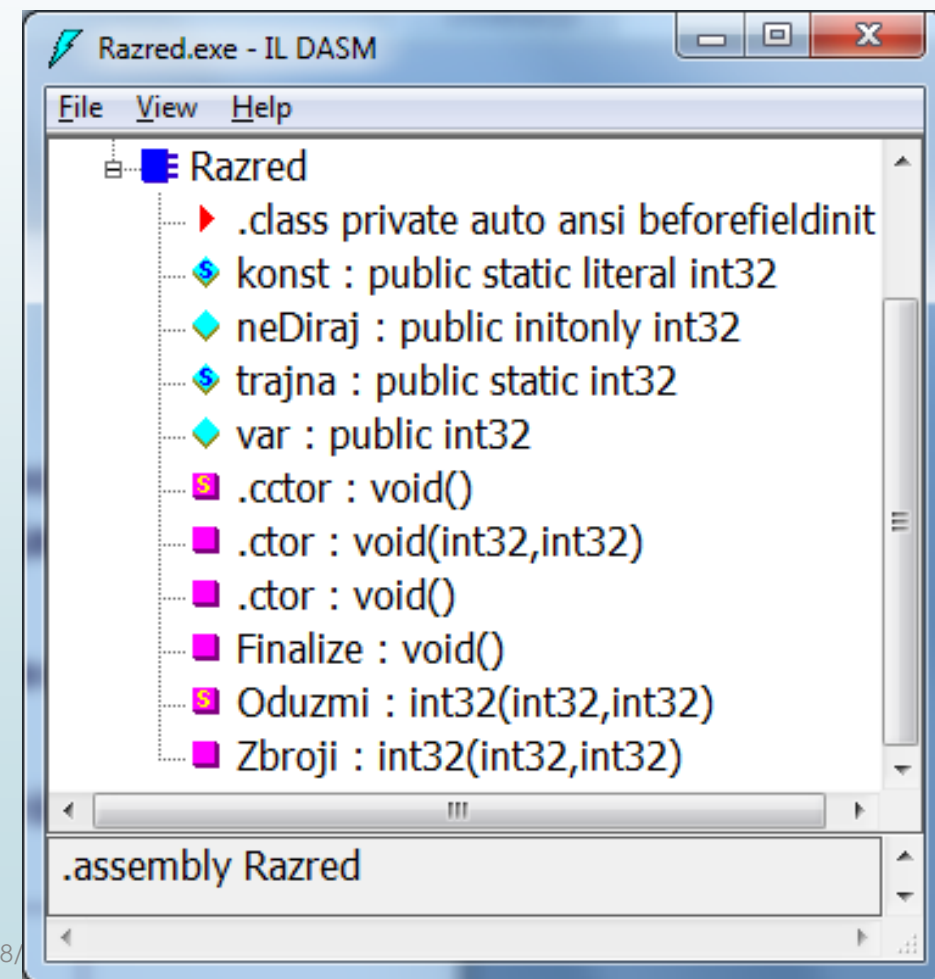 Razred.exe - IL DASM
File View Help
Razred
.class private auto ansi beforefieldinit
konst : public static literal int32
neDiraj : public initonly int32
trajna : public static int32
var : public int32
.cctor : void()
.ctor : void(int32,int32)
.ctor : void()
Finalize : void()
Oduzmi : int32(int32,int32)
Zbroji : int32(int32,int32)
.assembly Razred
8/